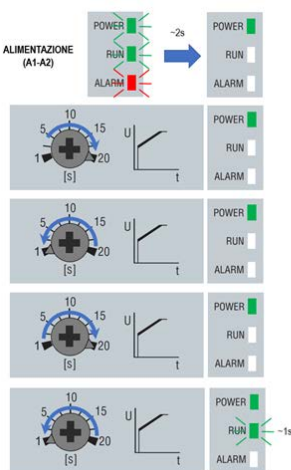 POWER
RUN
ALARM
~2s
POWER
RUN
ALARM
ALIMENTAZIONE
(A1-A2)
1 5 10 15 20
[s]
U
t
POWER
RUN
ALARM
1 5 10 15 20
[s]
U
t
POWER
RUN
ALARM
1 5 10 15 20
[s]
U
t
POWER
RUN
ALARM
1 5 10 15 20
[s]
U
t
POWER
RUN
~1s
ALARM